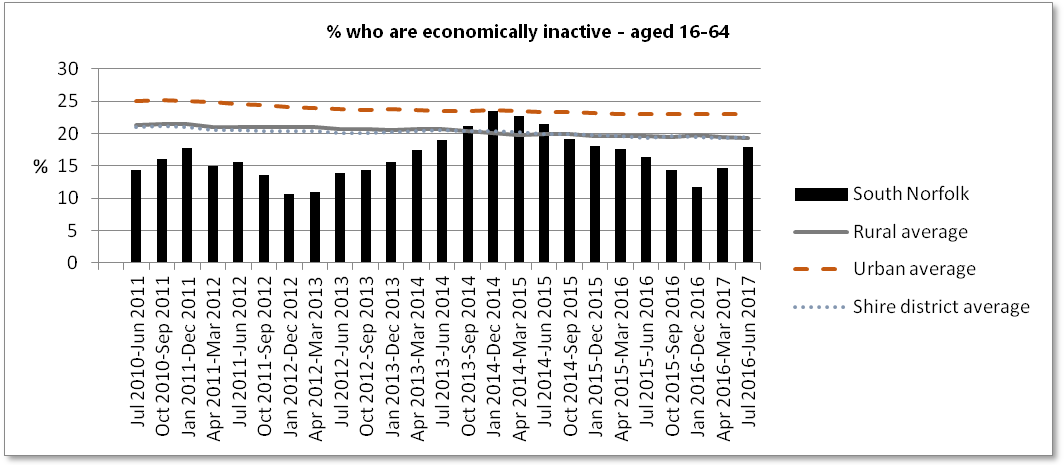 % who are economically inactive - aged 16-64
30
25
20
15
10
5
0
%
Jul 2010-Jun 2011
Oct 2010-Sep 2011
Jan 2011-Dec 2011
Apr 2011-Mar 2012
Jul 2011-Jun 2012
Oct 2011-Sep 2012
Jan 2012-Dec 2012
Apr 2012-Mar 2013
Jul 2012-Jun 2013
Oct 2012-Sep 2013
Jan 2013-Dec 2013
Apr 2013-Mar 2014
Jul 2013-Jun 2014
Oct 2013-Sep 2014
Jan 2014-Dec 2014
Apr 2014-Mar 2015
Jul 2014-Jun 2015
Oct 2014-Sep 2015
Jan 2015-Dec 2015
Apr 2015-Mar 2016
Jul 2015-Jun 2016
Oct 2015-Sep 2016
Jan 2016-Dec 2016
Apr 2016-Mar 2017
Jul 2016-Jun 2017
South Norfolk
Rural average
Urban average
Shire district average